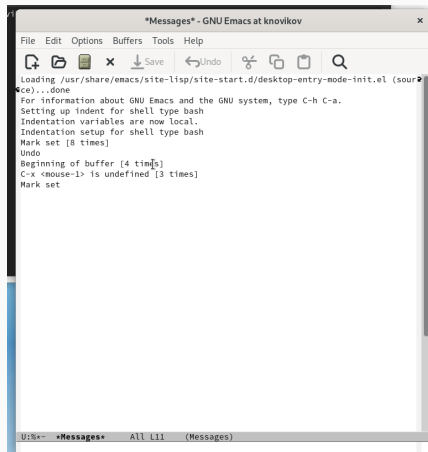 *Messages* - GNU Emacs at knovikov
File Edit Options Buffers Tools Help
Save Undo
Loading /usr/share/emacs/site-lisp/site-start.d/desktop-entry-mode-init.el (sour
ce)...done
For information about GNU Emacs and the GNU system, type C-h C-a.
Setting up indent for shell type bash
Indentation variables are now local.
Indentation setup for shell type bash
Mark set [8 times]
Undo
Beginning of buffer [4 times]
C-x <mouse-1> is undefined [3 times]
Mark set
U:%*- *Messages* All L11 (Messages)